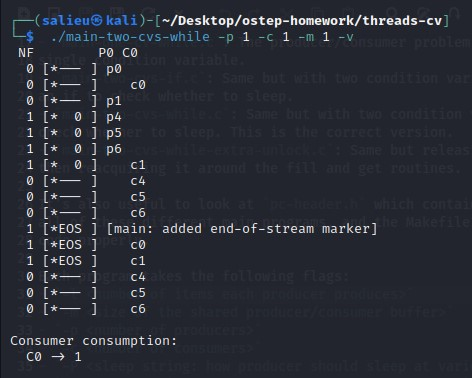 ┌──(salien㉿kali)-[~/Desktop/ostep-homework/threads-cv]
└─$ ./main-two-cvs-while -p 1 -c 1 -m 1 -v
 NF        P0 C0
  0 [*--- ] p0
  0 [*--- ]    c0
  0 [*--- ] p1
  1 [*  0 ] p4
  1 [*  0 ] p5
  1 [*  0 ] p6
  1 [*  0 ]    c1
  0 [*--- ]    c4
  0 [*--- ]    c5
  0 [*--- ]    c6
  1 [*EOS ] [main: added end-of-stream marker]
  1 [*EOS ]    c0
  1 [*EOS ]    c1
  0 [*--- ]    c4
  0 [*--- ]    c5
  0 [*--- ]    c6

Consumer consumption:
  C0 -> 1